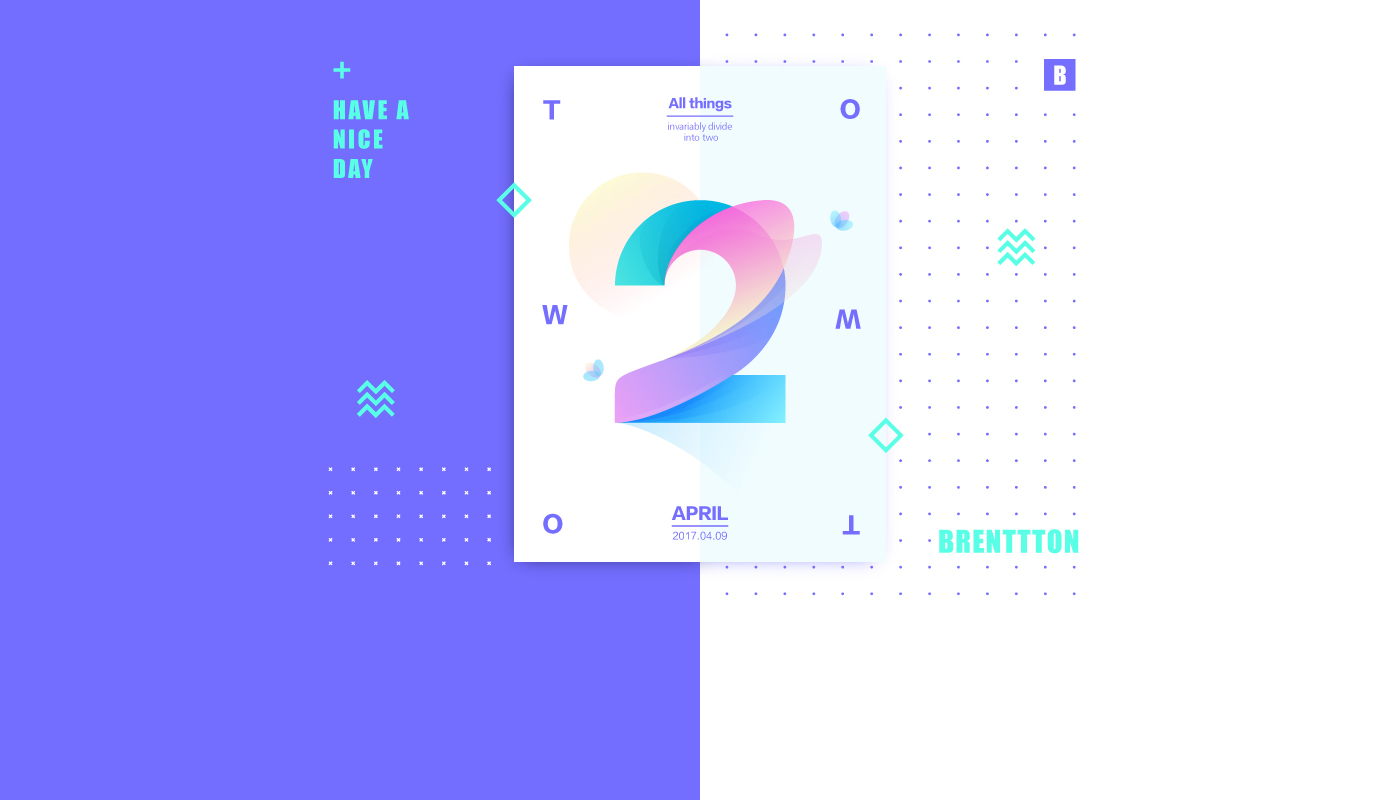 HAVE A
NICE
DAY
B
T
All things
invariably divide
into two
O
2
W
W
O
APRIL
2017.04.09
T
BRENTTTON